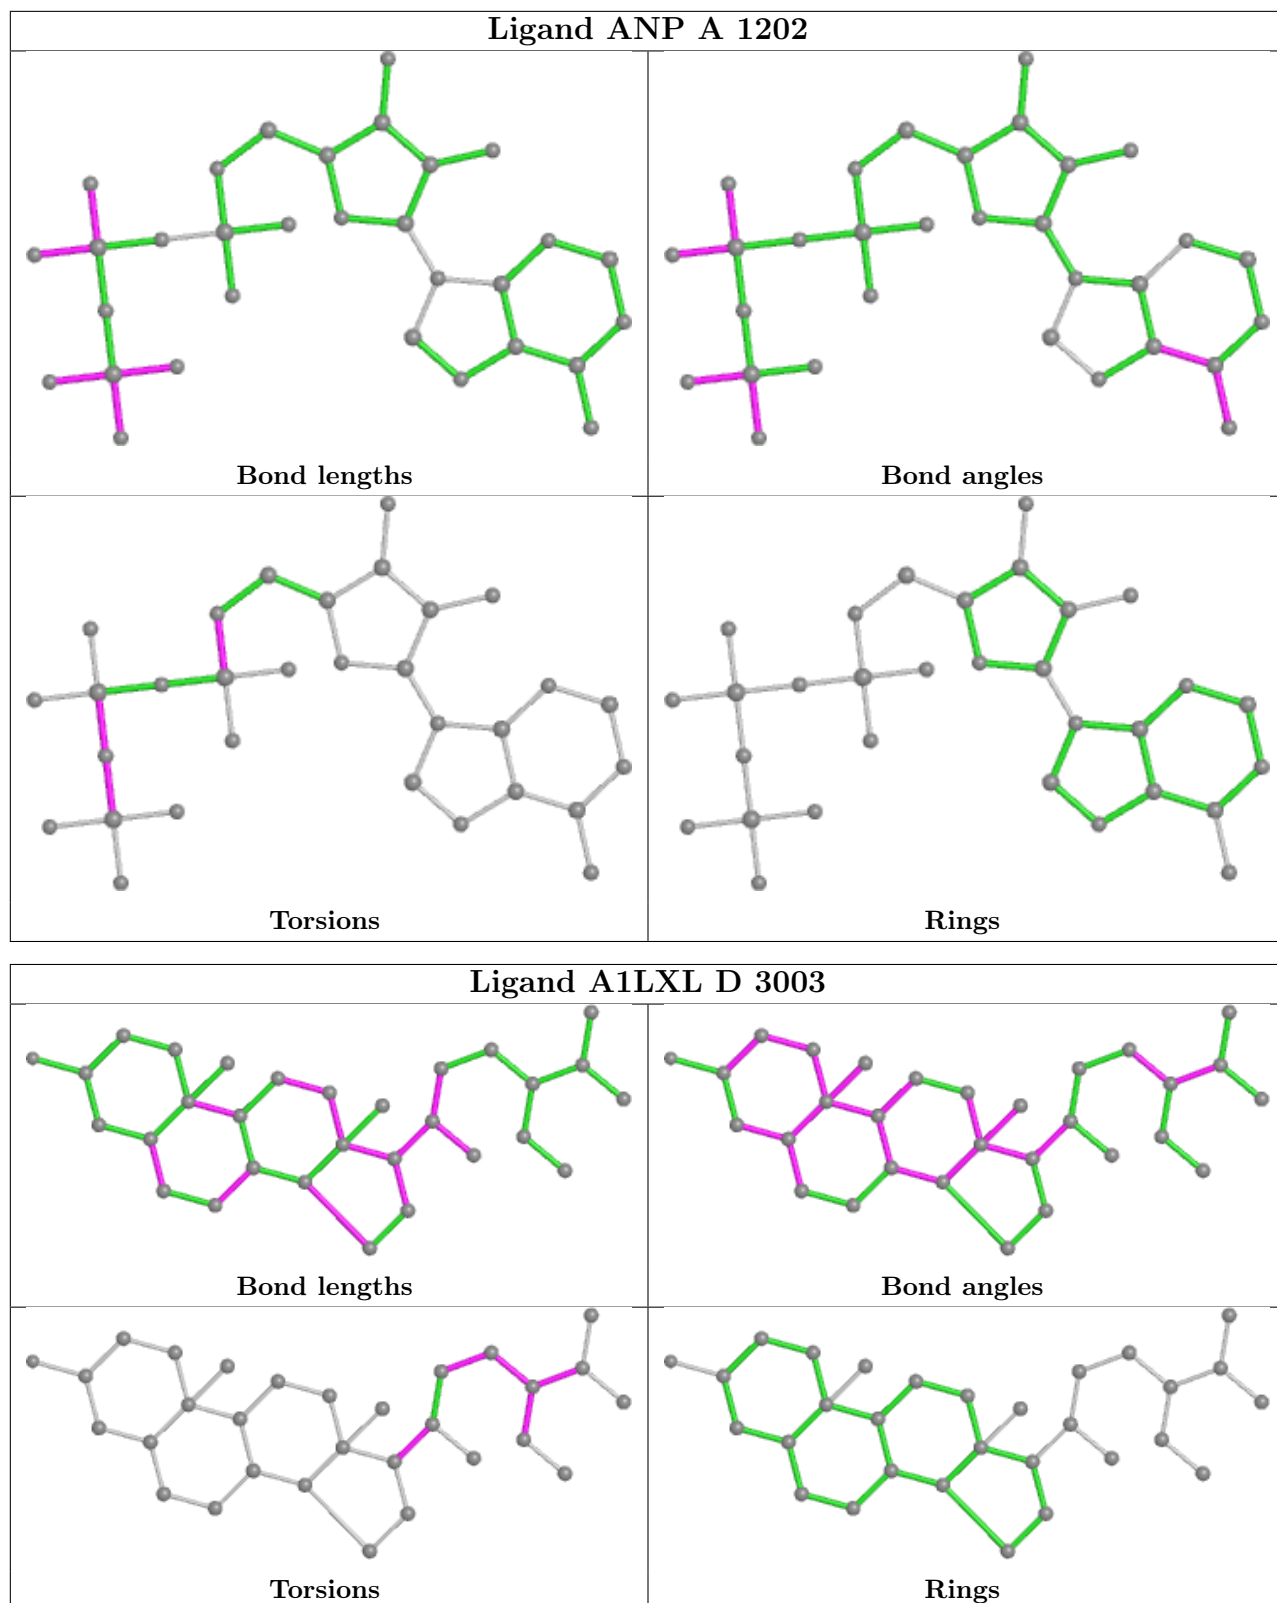 Ligand ANP A 1202
Bond lengths
Bond angles
Torsions
Rings
Ligand A1LXL D 3003
Bond lengths
Bond angles
Torsions
Rings